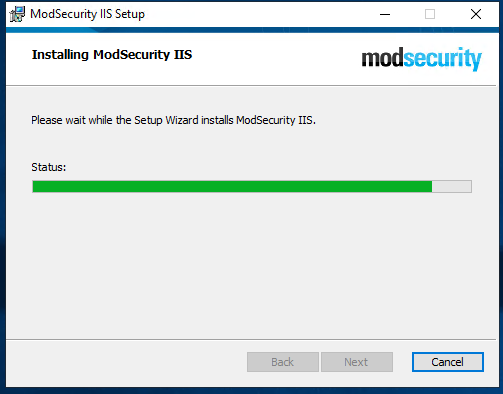 ModSecurity IIS Setup
Installing ModSecurity IIS
modsecurity
Please wait while the Setup Wizard installs ModSecurity IIS.
Status:
Back
Next
Cancel